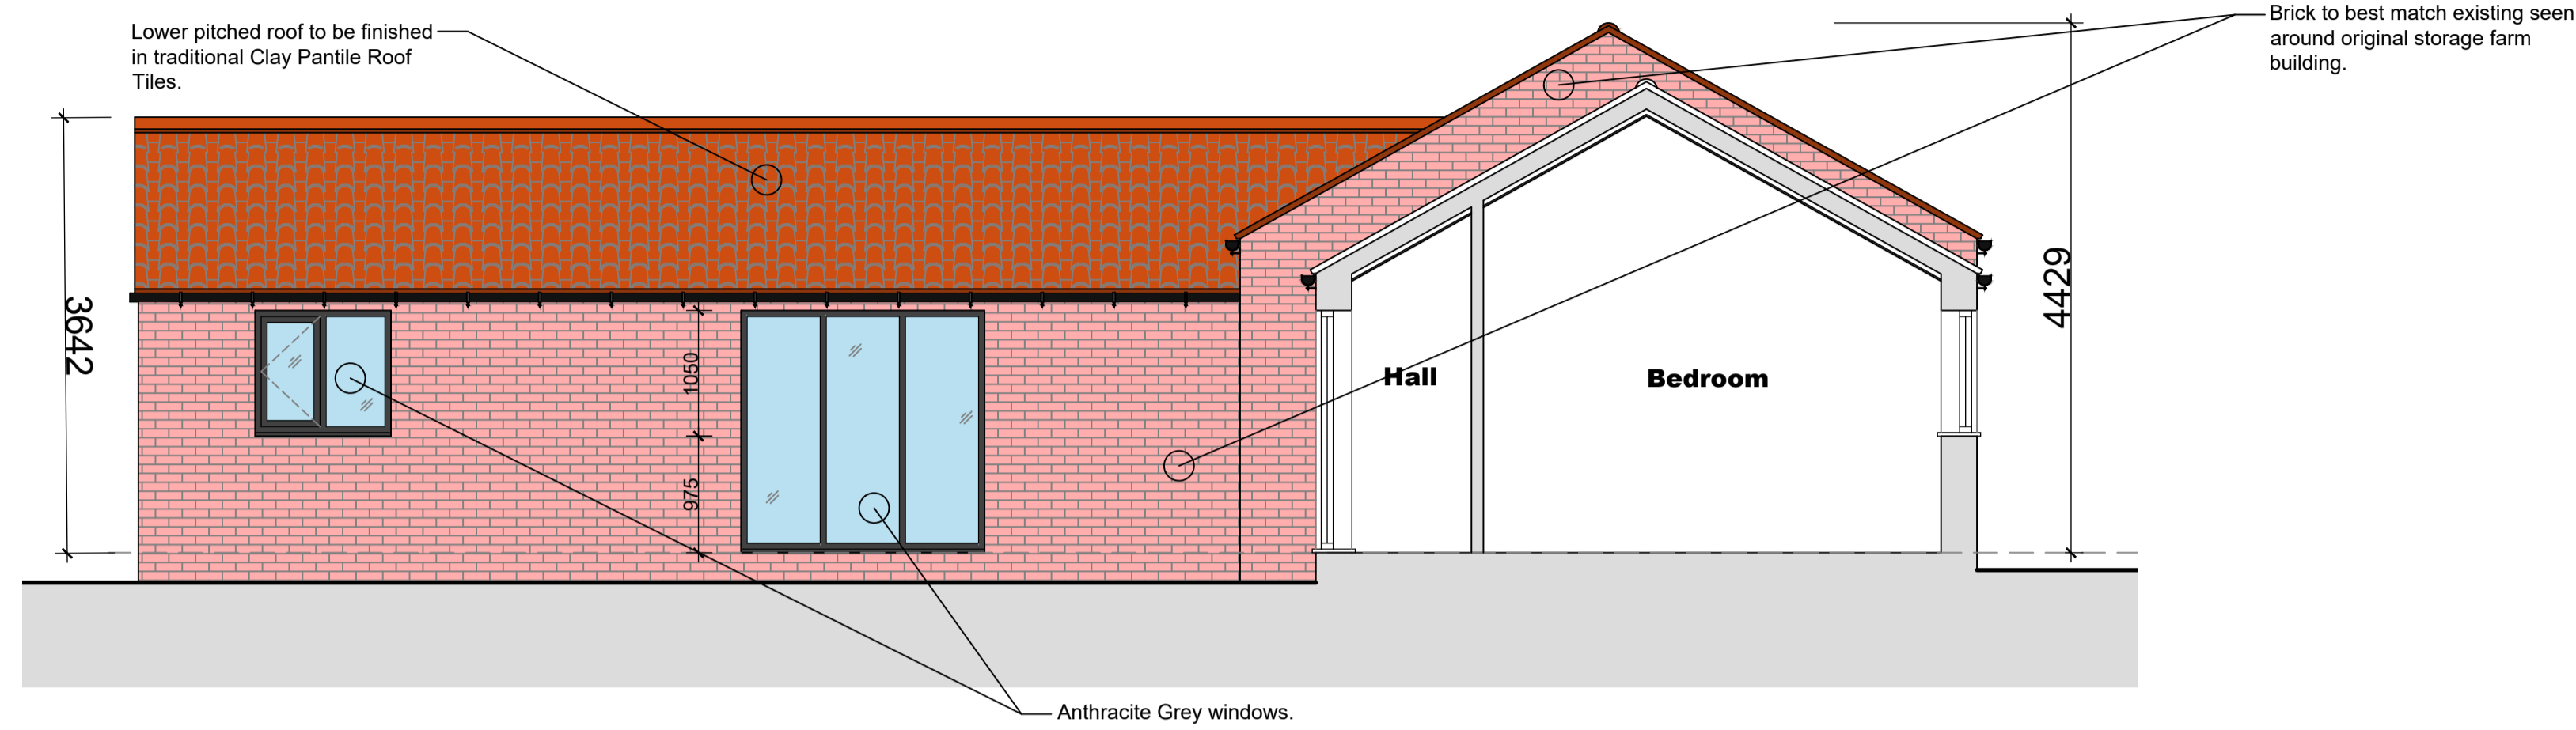 Lower pitched roof to be finished
in traditional Clay Pantile Roof
Tiles.
Brick to best match existing seen
around original storage farm
building.
3642
1050
975
Hall
Bedroom
4429
Anthracite Grey windows.